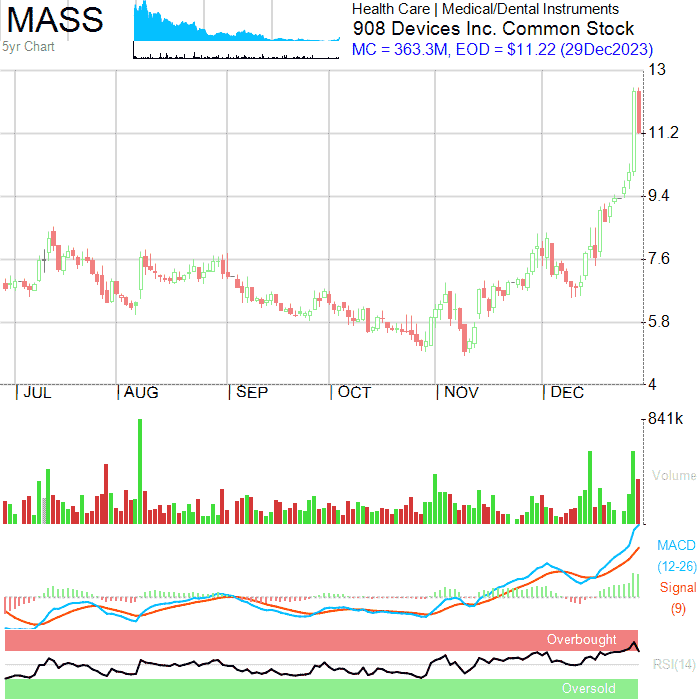 MASS
5yr Chart
Health Care | Medical/Dental Instruments
908 Devices Inc. Common Stock
MC = 363.3M, EOD = $11.22 (29Dec2023)
13
11.2
9.4
7.6
5.8
4
JUL AUG SEP OCT NOV DEC
841k
Volume
MACD
(12-26)
Signal
(9)
Overbought
RSI(14)
Oversold